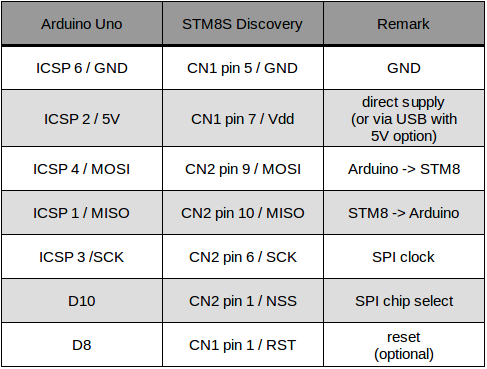 Arduino Uno STM8S Discovery Remark
ICSP 6 / GND CN1 pin 5 / GND GND
ICSP 2 / 5V CN1 pin 7 / Vdd direct supply
(or via USB with
5V option)
ICSP 4 / MOSI CN2 pin 9 / MOSI Arduino -> STM8
ICSP 1 / MISO CN2 pin 10 / MISO STM8 -> Arduino
ICSP 3 /SCK CN2 pin 6 / SCK SPI clock
D10 CN2 pin 1 / NSS SPI chip select
D8 CN1 pin 1 / RST reset
(optional)